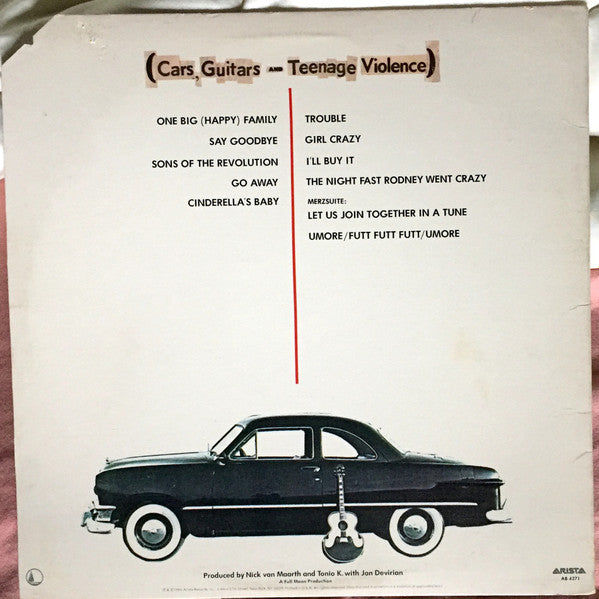 (Cars, Guitars AND Teenage Violence)
ONE BIG (HAPPY) FAMILY
SAY GOODBYE
SONS OF THE REVOLUTION
GO AWAY
CINDERELLA'S BABY
TROUBLE
GIRL CRAZY
I'LL BUY IT
THE NIGHT FAST RODNEY WENT CRAZY
MERZSUITE:
LET US JOIN TOGETHER IN A TUNE
UMORE/FUTT FUTT FUTT/UMORE
Produced by Nick van Maarth and Tonio K. with Jan Devirian
A Full Moon Production
ARISTA
AB 4271